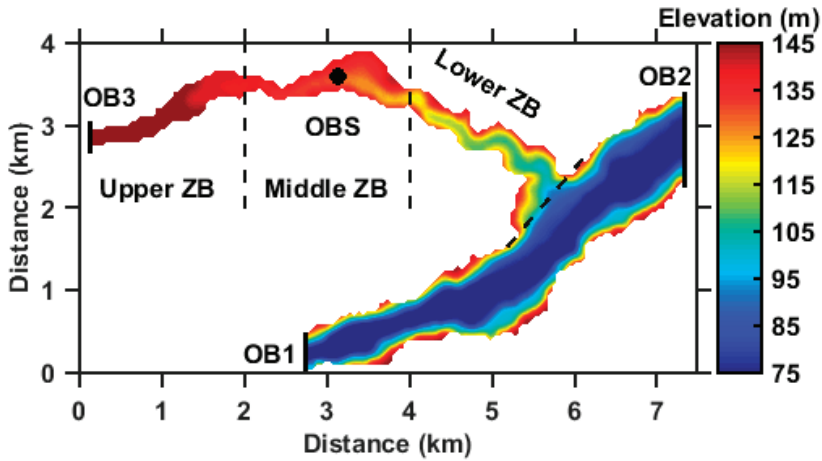 Elevation (m)
4
3
2
1
0
Distance (km)
OB3
Upper ZB
OBS
Middle ZB
Lower ZB
OB2
OB1
0 1 2 3 4 5 6 7
Distance (km)
145
135
125
115
105
95
85
75